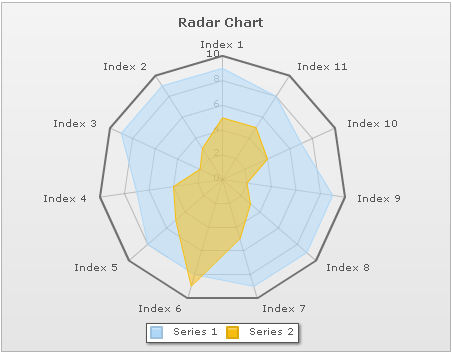 Radar Chart
Index 1
10
Index 2
Index 11
8
Index 3
6
Index 10
4
2
0
Index 4
Index 9
Index 5
Index 8
Index 6
Index 7
Series 1 Series 2